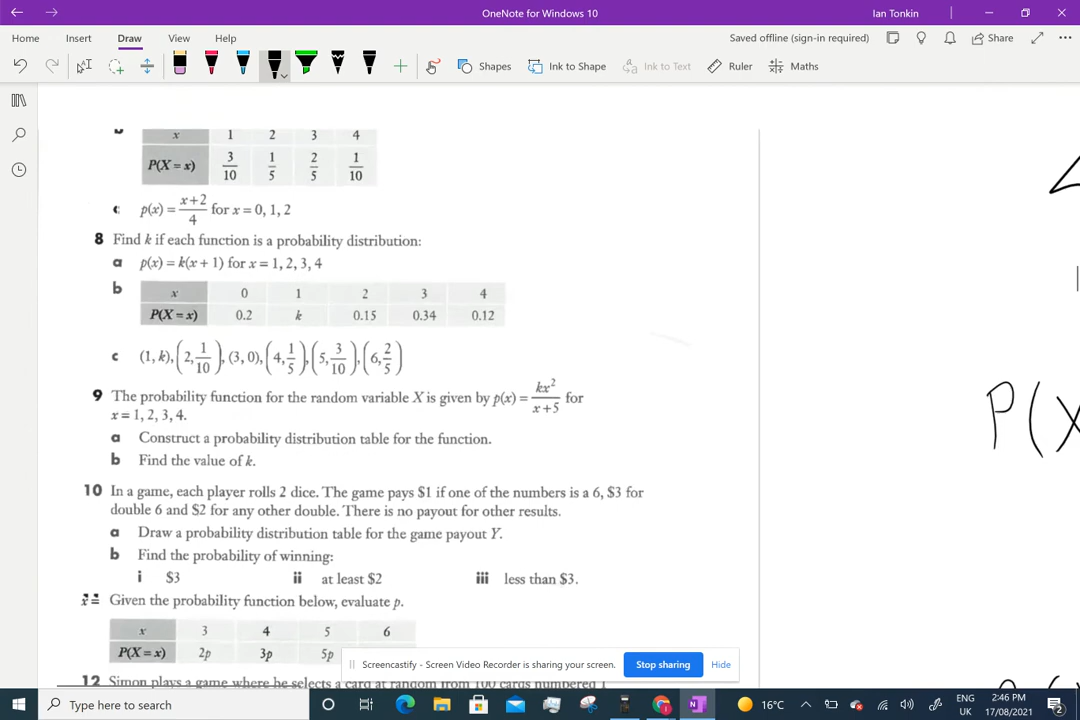 OneNote for Windows 10
Ian Tonkin
Home Insert Draw View Help
Saved offline (sign-in required)
Share
Shapes
Ink to Shape
Ink to Text
Ruler
Maths
x 1 2 3 4
P(X = x) 3/10 1/5 2/5 1/10
c p(x) = (x+2)/4 for x = 0, 1, 2
8 Find k if each function is a probability distribution:
a p(x) = k(x + 1) for x = 1, 2, 3, 4
b
x 0 1 2 3 4
P(X = x) 0.2 k 0.15 0.34 0.12
c (1, k), (2, 1/10), (3, 0), (4, 1/5), (5, 3/10), (6, 2/5)
9 The probability function for the random variable X is given by p(x) = kx²/(x+5) for
x = 1, 2, 3, 4.
a Construct a probability distribution table for the function.
b Find the value of k.
10 In a game, each player rolls 2 dice. The game pays $1 if one of the numbers is a 6, $3 for
double 6 and $2 for any other double. There is no payout for other results.
a Draw a probability distribution table for the game payout Y.
b Find the probability of winning:
i $3 ii at least $2 iii less than $3.
Given the probability function below, evaluate p.
x 3 4 5 6
P(X = x) 2p 3p 5p
12 Simon plays a game where he selects a card at random from 100 cards numbered 1
P(x
Screencastify - Screen Video Recorder is sharing your screen.
Stop sharing
Hide
Type here to search
16°C
ENG
UK
2:46 PM
17/08/2021
2